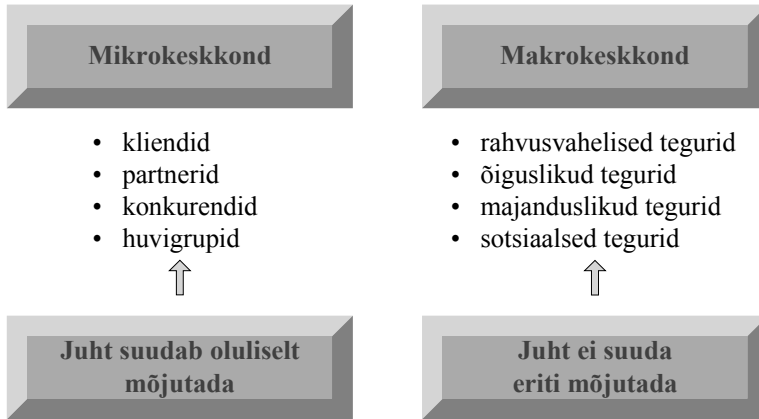 Mikrokeskkond
• kliendid
• partnerid
• konkurendid
• huvigrupid
Juht suudab oluliselt
mõjutada
Makrokeskkond
• rahvusvahelised tegurid
• õiguslikud tegurid
• majanduslikud tegurid
• sotsiaalsed tegurid
Juht ei suuda
eriti mõjutada